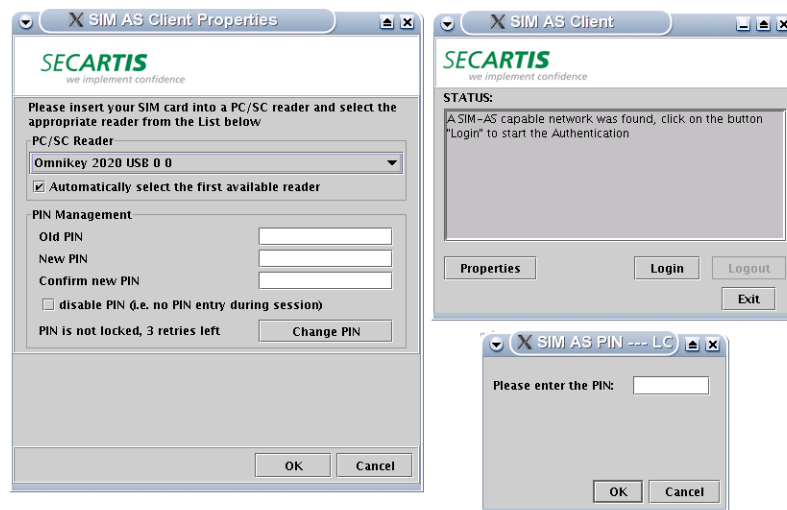 SIM AS Client Properties
SECARTIS
we implement confidence
Please insert your SIM card into a PC/SC reader and select the
appropriate reader from the List below
PC/SC Reader
Omnikey 2020 USB 0 0
Automatically select the first available reader
PIN Management
Old PIN
New PIN
Confirm new PIN
disable PIN (i.e. no PIN entry during session)
PIN is not locked, 3 retries left
Change PIN
OK
Cancel
SIM AS Client
SECARTIS
we implement confidence
STATUS:
A SIM-AS capable network was found, click on the button
"Login" to start the Authentication
Properties
Login
Logout
Exit
SIM AS PIN --- LC
Please enter the PIN:
OK
Cancel